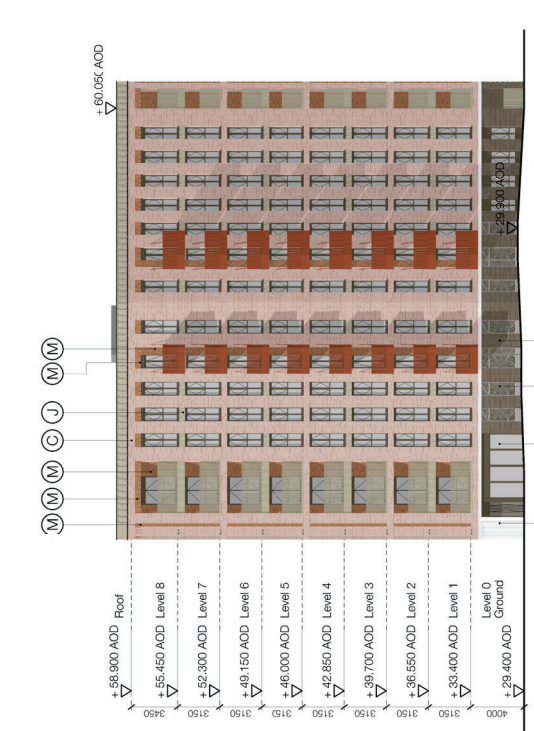 + 60.050 AOD
M
M
J
C
M
M
M
+ 29.900 AOD
Roof
+ 58.900 AOD
Level 8
+ 55.450 AOD
Level 7
+ 52.300 AOD
Level 6
+ 49.150 AOD
Level 5
+ 46.000 AOD
Level 4
+ 42.850 AOD
Level 3
+ 39.700 AOD
Level 2
+ 36.550 AOD
Level 1
+ 33.400 AOD
Level 0
Ground
+ 29.400 AOD
3450
3150
3150
3150
3150
3150
3150
3150
4000